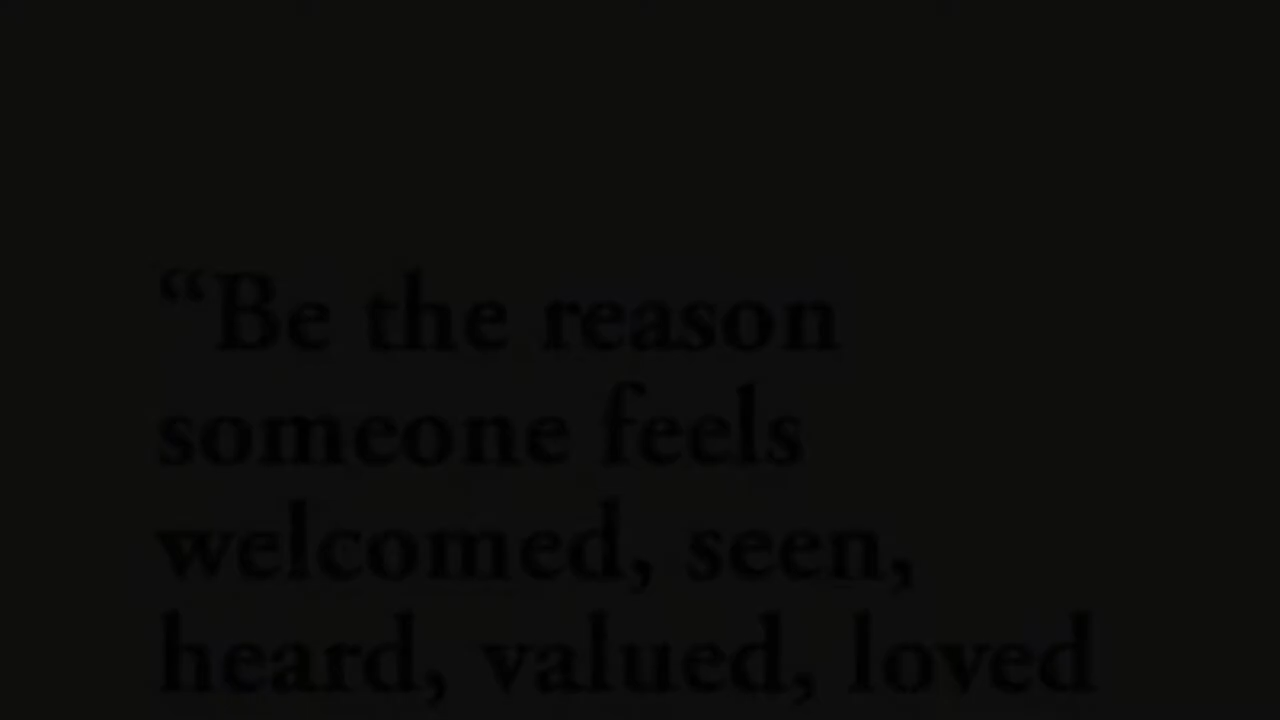 “Be the reason
someone feels
welcomed, seen,
heard, valued, loved